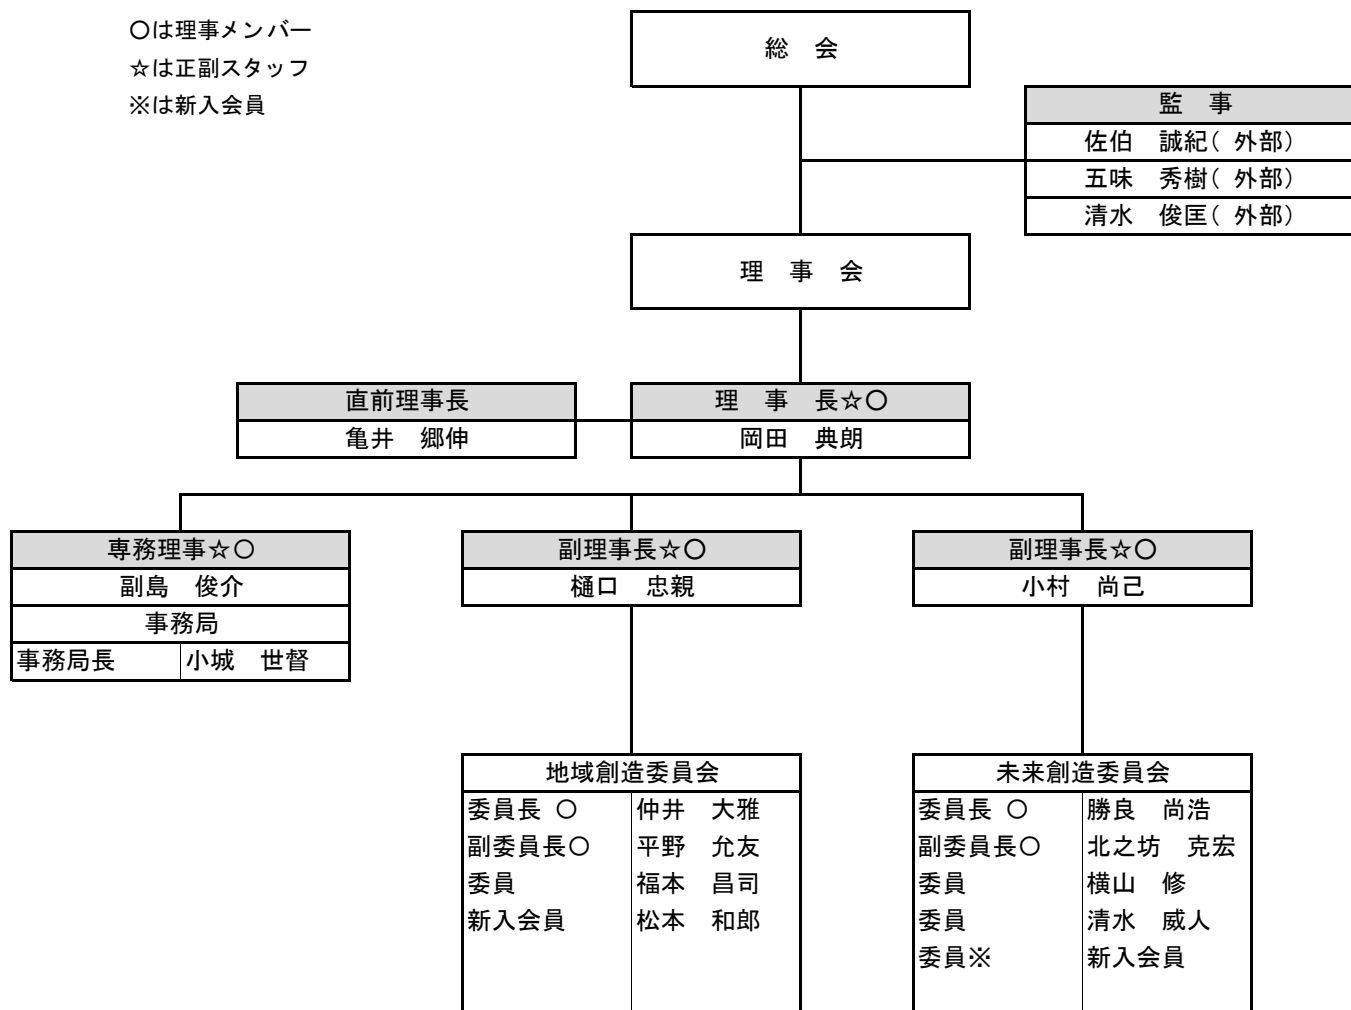 〇は理事メンバー
☆は正副スタッフ
※は新入会員
総　会
監　事
佐伯　誠紀( 外部)
五味　秀樹( 外部)
清水　俊匡( 外部)
理　事　会
直前理事長
亀井　郷伸
理　事　長☆〇
岡田　典朗
専務理事☆〇
副島　俊介
事務局
事務局長 小城　世督
副理事長☆〇
樋口　忠親
副理事長☆〇
小村　尚己
地域創造委員会
委員長 〇 仲井　大雅
副委員長〇 平野　允友
委員 福本　昌司
新入会員 松本　和郎
未来創造委員会
委員長 〇 勝良　尚浩
副委員長〇 北之坊　克宏
委員 横山　修
委員 清水　威人
委員※ 新入会員